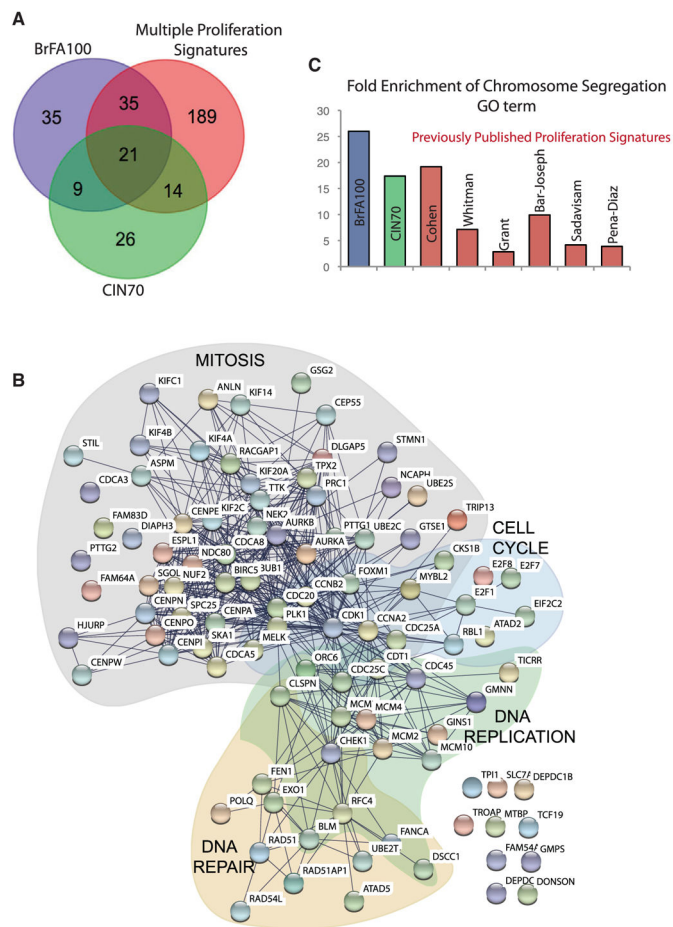 A
BrFA100
Multiple Proliferation
Signatures
35
35
189
21
9
14
26
CIN70
C
Fold Enrichment of Chromosome Segregation
GO term
Previously Published Proliferation Signatures
30
25
20
15
10
5
0
BrFA100
CIN70
Cohen
Whitman
Grant
Bar-Joseph
Sadavisam
Pena-Diaz
B
MITOSIS
KIFC1
ANLN
KIF14
GSG2
CEP55
STIL
KIF4B
KIF4A
RACGAP1
DLGAP5
STMN1
CDCA3
ASPM
KIF20A
TPX2
NCAPH
TTK
PRC1
UBE2S
FAM83D
DIAPH3
CENPE
KIF2C
NEK2
AURKB
PTTG1
UBE2C
GTSE1
TRIP13
PTTG2
ESPL1
NDC80
CDCA8
AURKA
CELL
CYCLE
FAM64A
SGOL
NUF2
BIRC5
BUB1
CCNB2
FOXM1
CKS1B
E2F8
E2F7
MYBL2
CENPN
SPC25
CENPA
CDC20
PLK1
CDK1
CCNA2
E2F1
EIF2C2
HJURP
CENPO
SKA1
MELK
CDC25A
RBL1
ATAD2
CENPW
CENPI
CDCA5
ORC6
CDT1
CDC25C
CDC45
TICRR
CLSPN
GMNN
MCM
MCM4
GINS1
DNA
REPLICATION
CHEK1
MCM2
MCM10
FEN1
TPI1
SLC7A
DEPDC1B
POLQ
EXO1
RFC4
TROAP
MTBP
TCF19
DNA
REPAIR
RAD51
BLM
UBE2T
FANCA
FAM54A
GMPS
RAD51AP1
DSCC1
DEPDC
DONSON
RAD54L
ATAD5